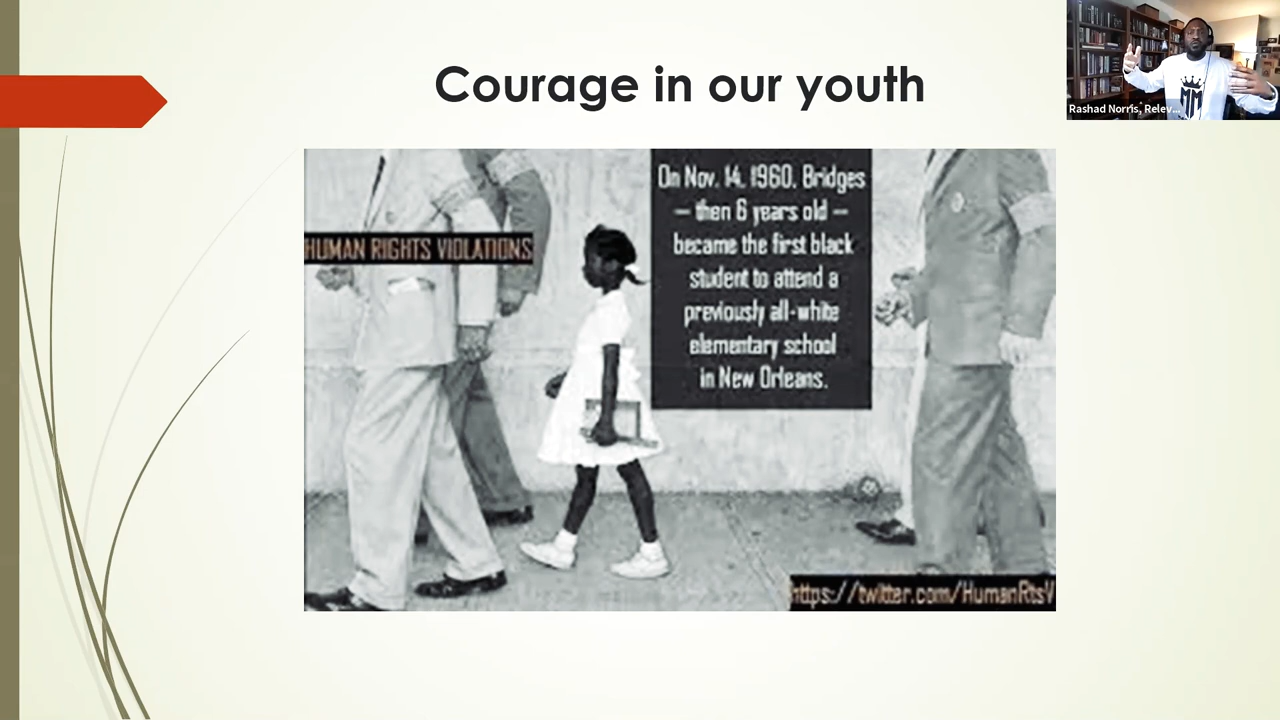 Courage in our youth
Rashad Norris, Relev...
HUMAN RIGHTS VIOLATIONS
On Nov. 14, 1960, Bridges
– then 6 years old –
became the first black
student to attend a
previously all-white
elementary school
in New Orleans.
https://twitter.com/HumanRtsV